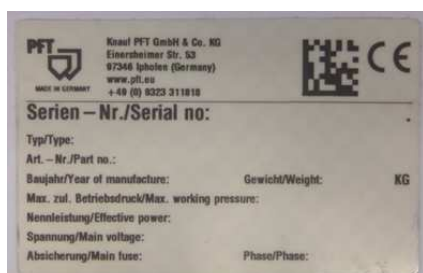 PFT
MADE IN GERMANY
Knauf PFT GmbH & Co. KG
Einersheimer Str. 53
97346 Iphofen (Germany)
www.pft.eu
+49 (0) 9323 311818
CE
Serien – Nr./Serial no:
Typ/Type:
Art. – Nr./Part no.:
Baujahr/Year of manufacture: Gewicht/Weight: KG
Max. zul. Betriebsdruck/Max. working pressure:
Nennleistung/Effective power:
Spannung/Main voltage:
Absicherung/Main fuse: Phase/Phase: